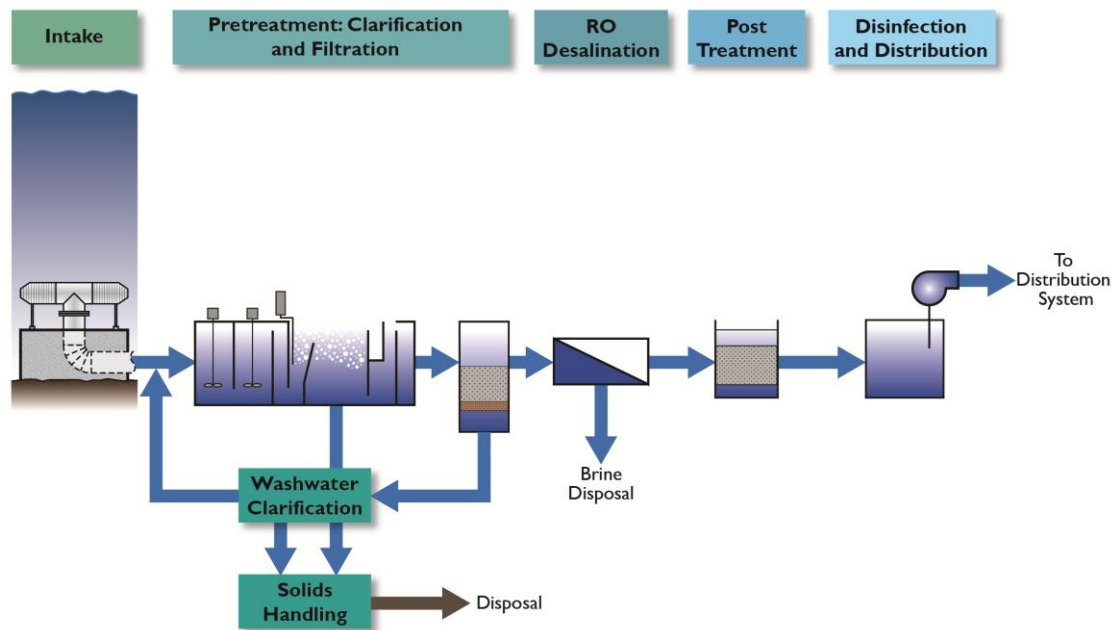 Intake
Pretreatment: Clarification
and Filtration
RO
Desalination
Post
Treatment
Disinfection
and Distribution
To
Distribution
System
Brine
Disposal
Washwater
Clarification
Solids
Handling
Disposal